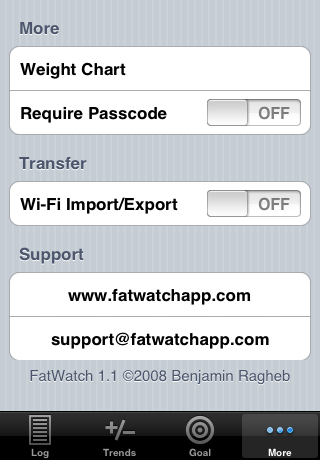 More
Weight Chart
Require Passcode OFF
Transfer
Wi-Fi Import/Export OFF
Support
www.fatwatchapp.com
support@fatwatchapp.com
FatWatch 1.1 ©2008 Benjamin Ragheb
+/−
Log Trends Goal More